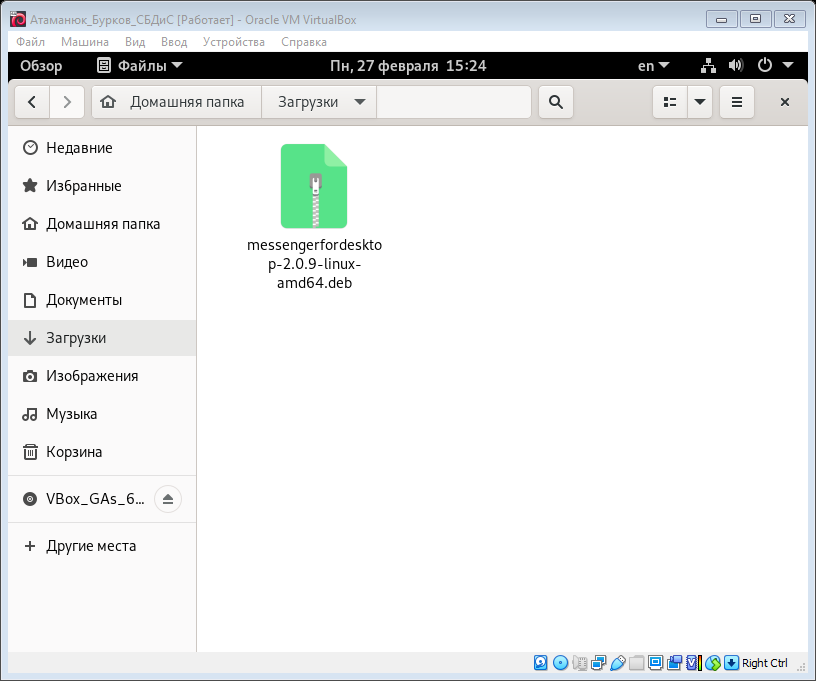 Атаманюк_Бурков_СБДиС [Работает] - Oracle VM VirtualBox
Файл Машина Вид Ввод Устройства Справка
Обзор Файлы Пн, 27 февраля 15:24 en
Домашняя папка Загрузки
Недавние
Избранные
Домашняя папка
Видео
Документы
Загрузки
Изображения
Музыка
Корзина
VBox_GAs_6...
Другие места
messengerfordeskto
p-2.0.9-linux-
amd64.deb
Right Ctrl